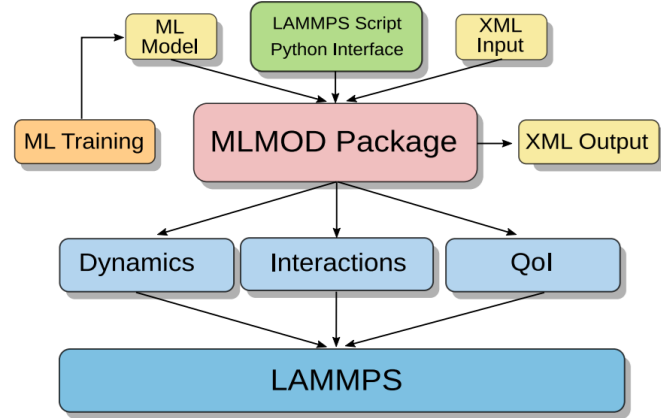 ML
Model
LAMMPS Script
Python Interface
XML
Input
ML Training
MLMOD Package
XML Output
Dynamics
Interactions
QoI
LAMMPS